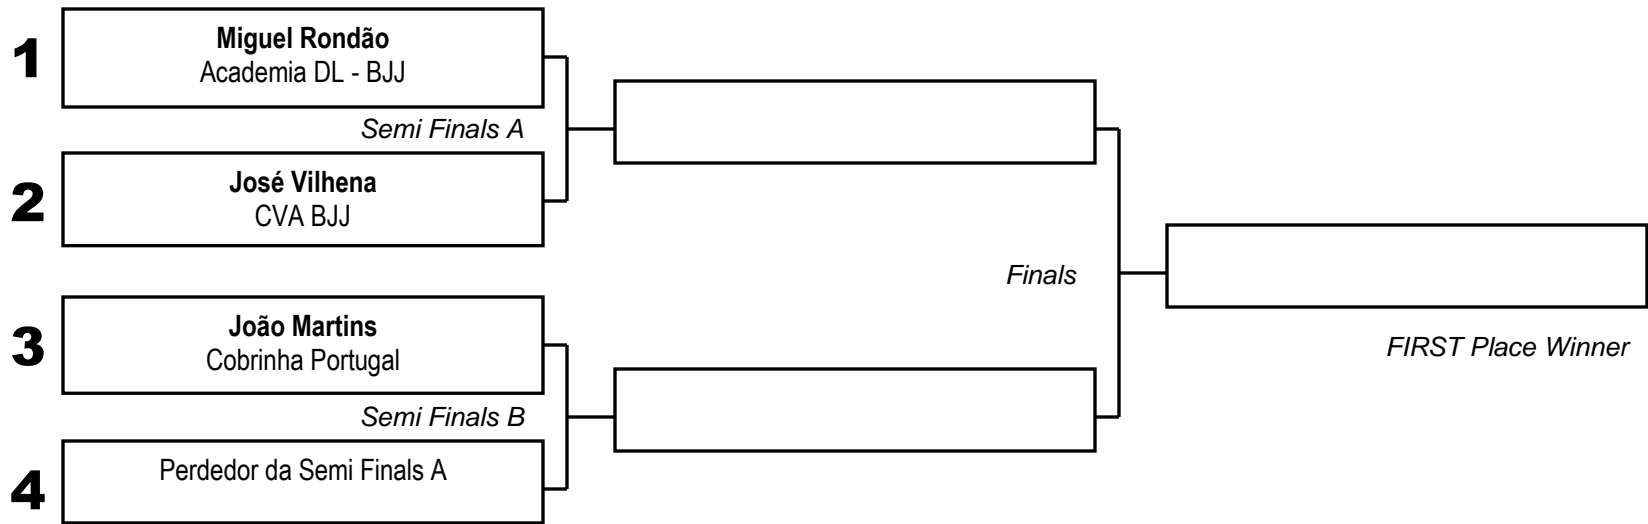 1
Miguel Rondão
Academia DL - BJJ
Semi Finals A
2
José Vilhena
CVA BJJ
Finals
3
João Martins
Cobrinha Portugal
FIRST Place Winner
Semi Finals B
4
Perdedor da Semi Finals A